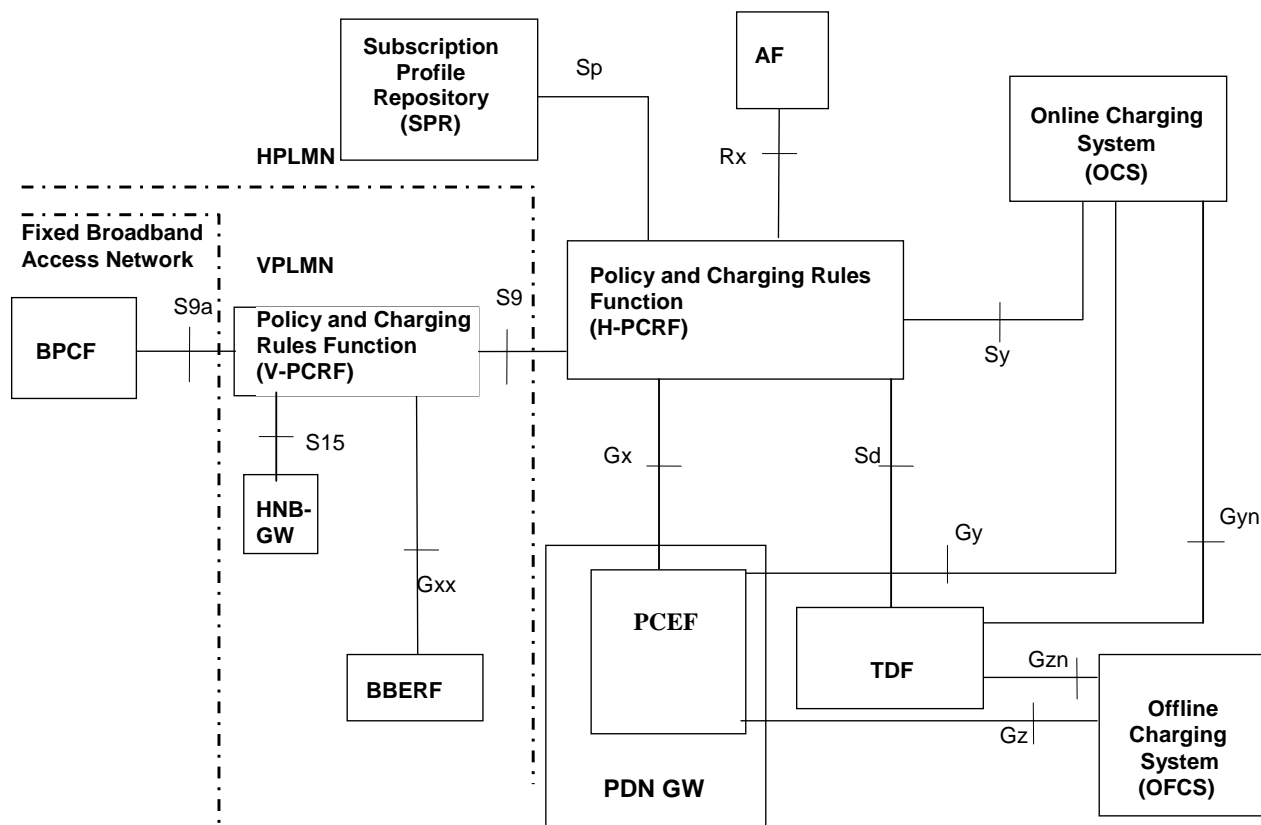 Subscription
Profile
Repository
(SPR)
Sp
AF
Online Charging
System
(OCS)
Rx
HPLMN
Fixed Broadband
Access Network
VPLMN
S9a
S9
Policy and Charging Rules
Function
(H-PCRF)
BPCF
Policy and Charging
Rules Function
(V-PCRF)
Sy
S15
Gx
Sd
HNB-
GW
Gxx
Gy
Gyn
PCEF
BBERF
TDF
Gzn
Gz
Offline
Charging
System
(OFCS)
PDN GW